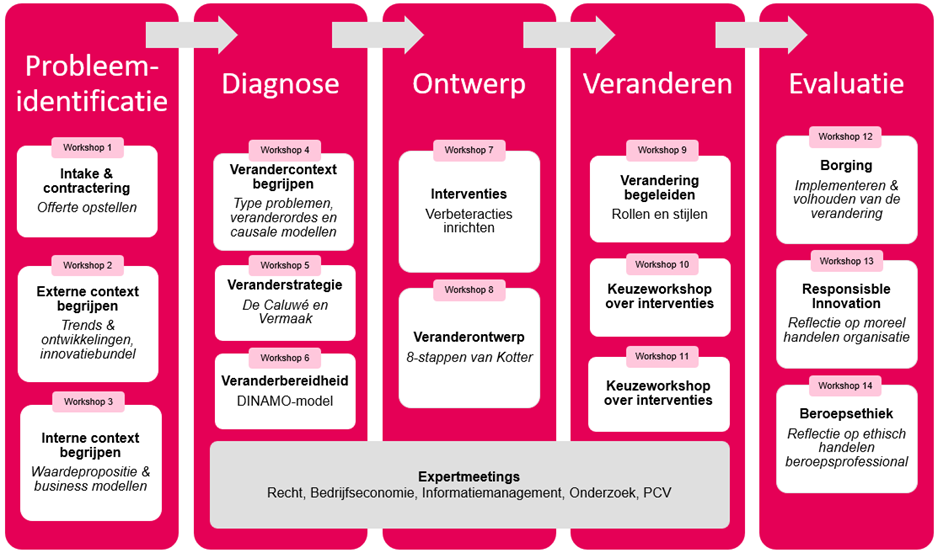 Probleem-
identificatie
Workshop 1
Intake &
contractering
Offerte opstellen
Workshop 2
Externe context
begrijpen
Trends &
ontwikkelingen,
innovatiebundel
Workshop 3
Interne context
begrijpen
Waardepropositie &
business modellen
Diagnose
Workshop 4
Verandercontext
begrijpen
Type problemen,
veranderordes en
causale modellen
Workshop 5
Veranderstrategie
De Caluwé en
Vermaak
Workshop 6
Veranderbereidheid
DINAMO-model
Ontwerp
Workshop 7
Interventies
Verbeteracties
inrichten
Workshop 8
Veranderontwerp
8-stappen van Kotter
Veranderen
Workshop 9
Verandering
begeleiden
Rollen en stijlen
Workshop 10
Keuzeworkshop
over interventies
Workshop 11
Keuzeworkshop
over interventies
Expertmeetings
Recht, Bedrijfseconomie, Informatiemanagement, Onderzoek, PCV
Evaluatie
Workshop 12
Borging
Implementeren &
volhouden van de
verandering
Workshop 13
Responsisble
Innovation
Reflectie op moreel
handelen organisatie
Workshop 14
Beroepsethiek
Reflectie op ethisch
handelen
beroepsprofessional